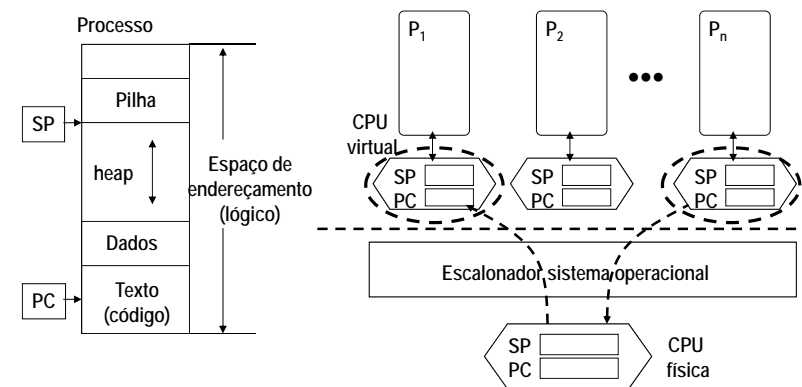 Processo
Pilha
SP
heap
Espaço de
endereçamento
(lógico)
Dados
PC
Texto
(código)
P1
P2
Pn
CPU
virtual
SP
PC
SP
PC
SP
PC
Escalonador sistema operacional
SP
PC
CPU
física